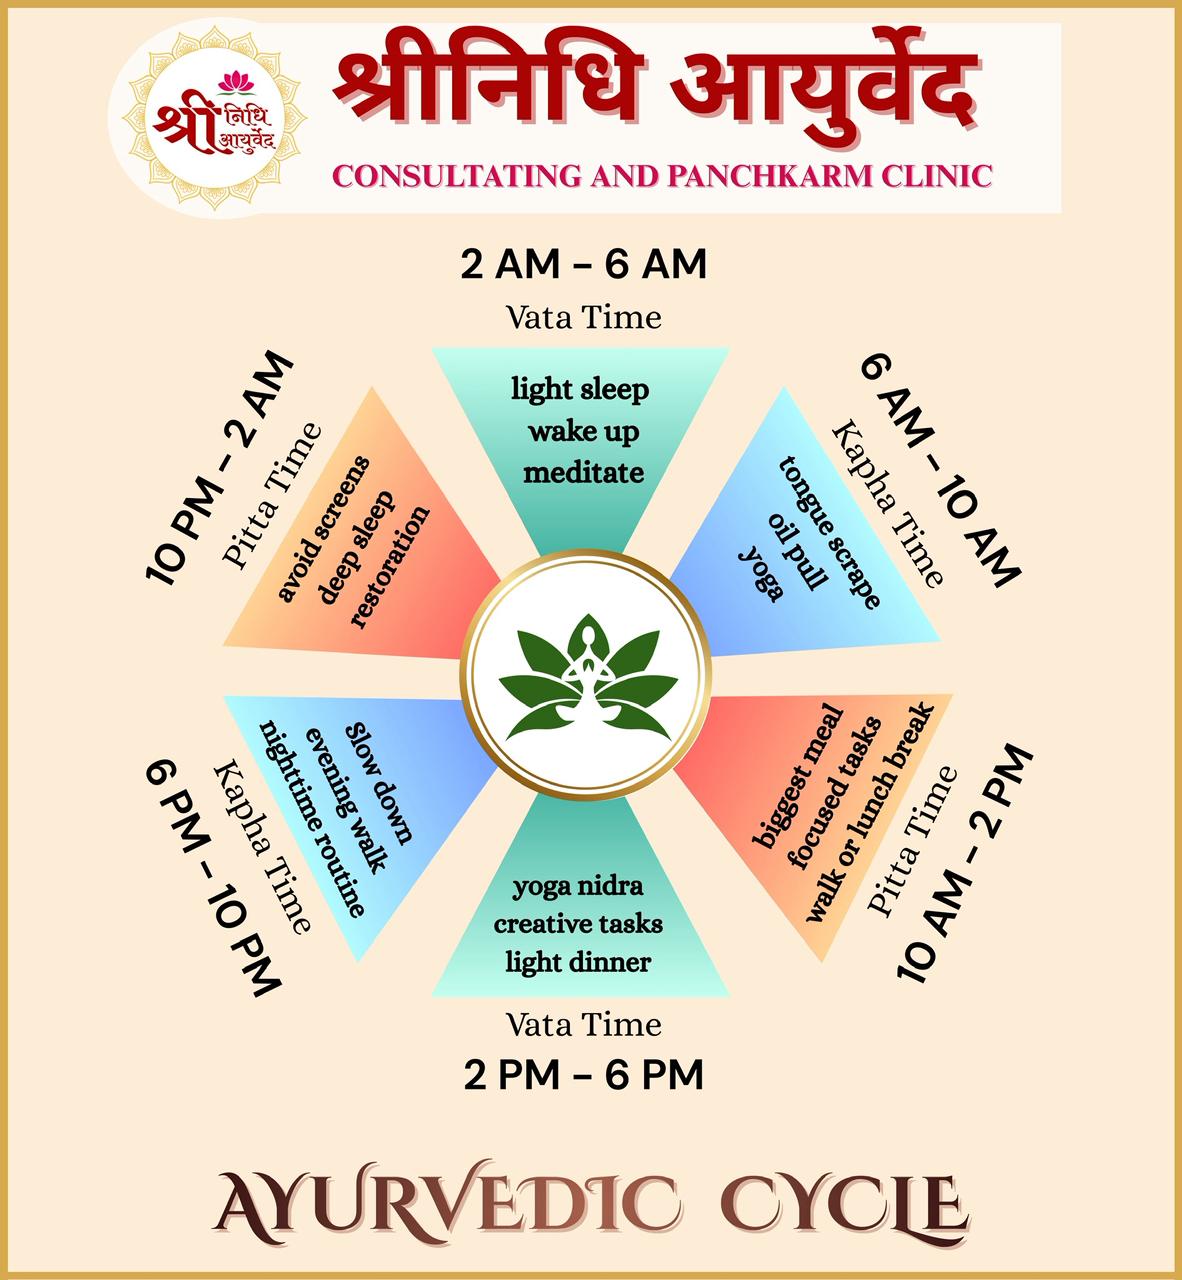 श्री निधि
आयुर्वेद
श्रीनिधि आयुर्वेद
CONSULTATING AND PANCHKARM CLINIC
2 AM – 6 AM
Vata Time
light sleep
wake up
meditate
6 AM – 10 AM
Kapha Time
tongue scrape
oil pull
yoga
10 AM – 2 PM
Pitta Time
biggest meal
focused tasks
walk or lunch break
yoga nidra
creative tasks
light dinner
Vata Time
2 PM – 6 PM
6 PM – 10 PM
Kapha Time
Slow down
evening walk
nighttime routine
10 PM – 2 AM
Pitta Time
avoid screens
deep sleep
restoration
AYURVEDIC CYCLE